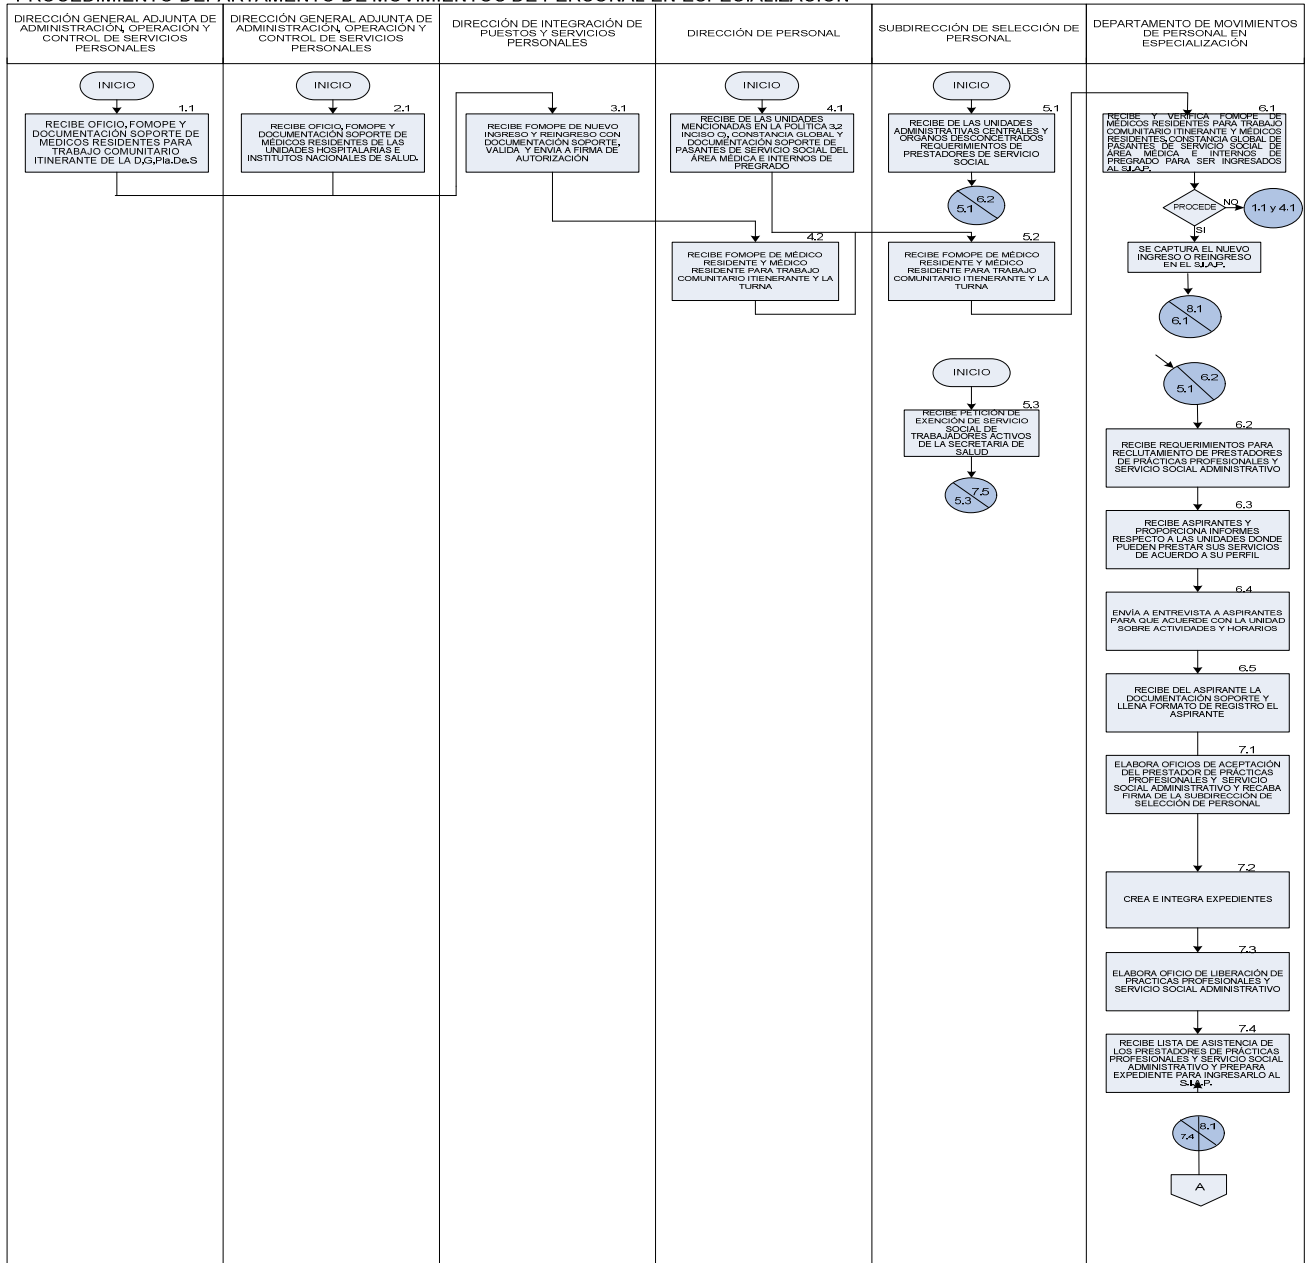 PROCEDIMIENTO DEPARTAMENTO DE MOVIMIENTOS DE PERSONAL EN ESPECIALIZACIÓN
DIRECCIÓN GENERAL ADJUNTA DE
ADMINISTRACIÓN, OPERACIÓN Y
CONTROL DE SERVICIOS
PERSONALES
DIRECCIÓN GENERAL ADJUNTA DE
ADMINISTRACIÓN, OPERACIÓN Y
CONTROL DE SERVICIOS
PERSONALES
DIRECCIÓN DE INTEGRACIÓN DE
PUESTOS Y SERVICIOS
PERSONALES
DIRECCIÓN DE PERSONAL
SUBDIRECCIÓN DE SELECCIÓN DE
PERSONAL
DEPARTAMENTO DE MOVIMIENTOS
DE PERSONAL EN
ESPECIALIZACIÓN
INICIO
1.1
RECIBE OFICIO, FOMOPE Y
DOCUMENTACIÓN SOPORTE DE
MEDICOS RESIDENTES PARA
TRABAJO COMUNITARIO
ITINERANTE DE LA D,G,Pla.De.S
INICIO
2.1
RECIBE OFICIO, FOMOPE Y
DOCUMENTACIÓN SOPORTE DE
MÉDICOS RESIDENTES DE LAS
UNIDADES HOSPITALARIAS E
INSTITUTOS NACIONALES DE SALUD.
3.1
RECIBE FOMOPE DE NUEVO
INGRESO Y REINGRESO CON
DOCUMENTACIÓN SOPORTE,
VALIDA Y ENVIA A FIRMA DE
AUTORIZACIÓN
INICIO
4.1
RECIBE DE LAS UNIDADES
MENCIONADAS EN LA POLÍTICA 3.2
INCISO C), CONSTANCIA GLOBAL Y
DOCUMENTACIÓN SOPORTE DE
PASANTES DE SERVICIO SOCIAL DEL
ÁREA MÉDICA E INTERNOS DE
PREGRADO
4.2
RECIBE FOMOPE DE MÉDICO
RESIDENTE Y MÉDICO
RESIDENTE PARA TRABAJO
COMUNITARIO ITIENERANTE Y LA
TURNA
INICIO
5.1
RECIBE DE LAS UNIDADES
ADMINISTRATIVAS CENTRALES Y
ORGANOS DESCONCETRADOS
REQUERIMIENTOS DE
PRESTADORES DE SERVICIO
SOCIAL
6.2
5.1
5.2
RECIBE FOMOPE DE MÉDICO
RESIDENTE Y MÉDICO
RESIDENTE PARA TRABAJO
COMUNITARIO ITIENERANTE Y LA
TURNA
INICIO
5.3
RECIBE PETICIÓN DE
EXENCIÓN DE SERVICIO
SOCIAL DE
TRABAJADORES ACTIVOS
DE LA SECRETARIA DE
SALUD
7.5
5.3
6.1
RECIBE Y VERIFICA FOMOPE DE
MÉDICOS RESIDENTES PARA TRABAJO
COMUNITARIO ITINERANTE Y MÉDICOS
RESIDENTES, CONSTANCIA GLOBAL DE
PASANTES DE SERVICIO SOCIAL DE
ÁREA MÉDICA E INTERNOS DE
PREGRADO PARA SER INGRESADOS
AL S.I.A.P.
PROCEDE
NO
1.1 y 4.1
SI
SE CAPTURA EL NUEVO
INGRESO O REINGRESO
EN EL S.I.A.P.
8.1
6.1
6.2
5.1
6.2
RECIBE REQUERIMIENTOS PARA
RECLUTAMIENTO DE PRESTADORES
DE PRÁCTICAS PROFESIONALES Y
SERVICIO SOCIAL ADMINISTRATIVO
6.3
RECIBE ASPIRANTES Y
PROPORCIONA INFORMES
RESPECTO A LAS UNIDADES DONDE
PUEDEN PRESTAR SUS SERVICIOS
DE ACUERDO A SU PERFIL
6.4
ENVÍA A ENTREVISTA A ASPIRANTES
PARA QUE ACUERDE CON LA UNIDAD
SOBRE ACTIVIDADES Y HORARIOS
6.5
RECIBE DEL ASPIRANTE LA
DOCUMENTACIÓN SOPORTE Y
LLENA FORMATO DE REGISTRO EL
ASPIRANTE
7.1
ELABORA OFICIOS DE ACEPTACIÓN
DEL PRESTADOR DE PRÁCTICAS
PROFESIONALES Y SERVICIO
SOCIAL ADMINISTRATIVO Y RECABA
FIRMA DE LA SUBDIRECCIÓN DE
SELECCIÓN DE PERSONAL
7.2
CREA E INTEGRA EXPEDIENTES
7.3
ELABORA OFICIO DE LIBERACIÓN DE
PRACTICAS PROFESIONALES Y
SERVICIO SOCIAL ADMINISTRATIVO
7.4
RECIBE LISTA DE ASISTENCIA DE
LOS PRESTADORES DE PRÁCTICAS
PROFESIONALES Y SERVICIO SOCIAL
ADMINISTRATIVO Y PREPARA
EXPEDIENTE PARA INGRESARLO AL
S.I.A.P.
8.1
7.4
A